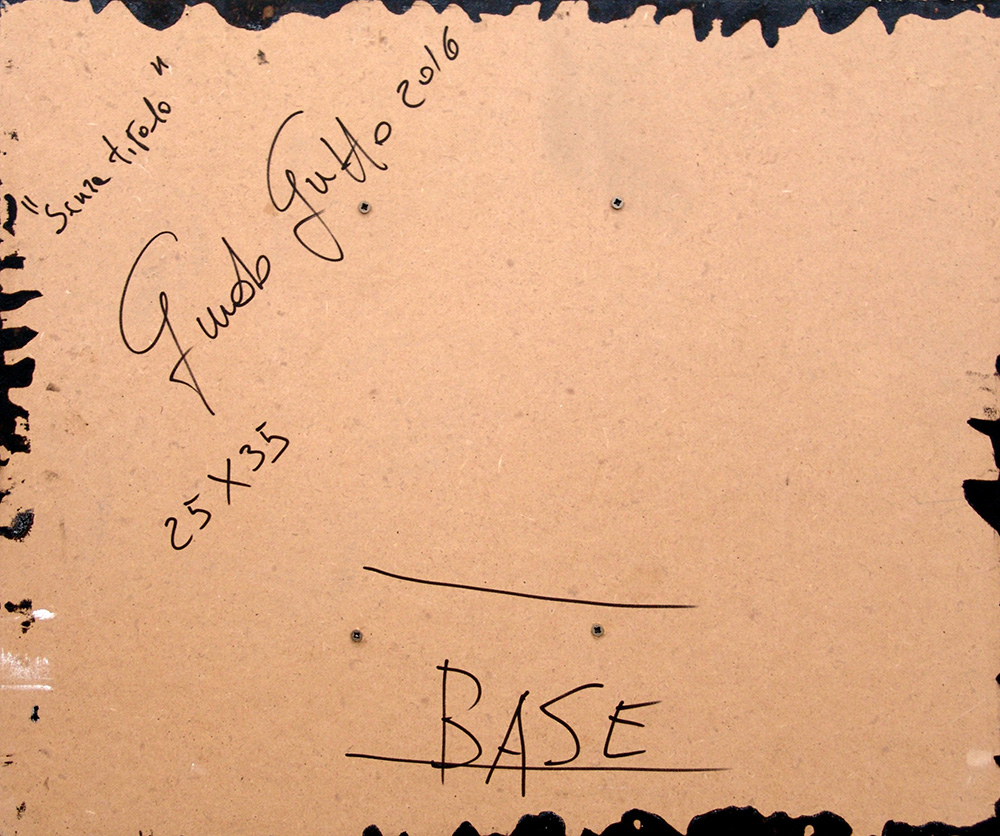 "Senza titolo"
Guido Gutto 2016
25 X 35
BASE